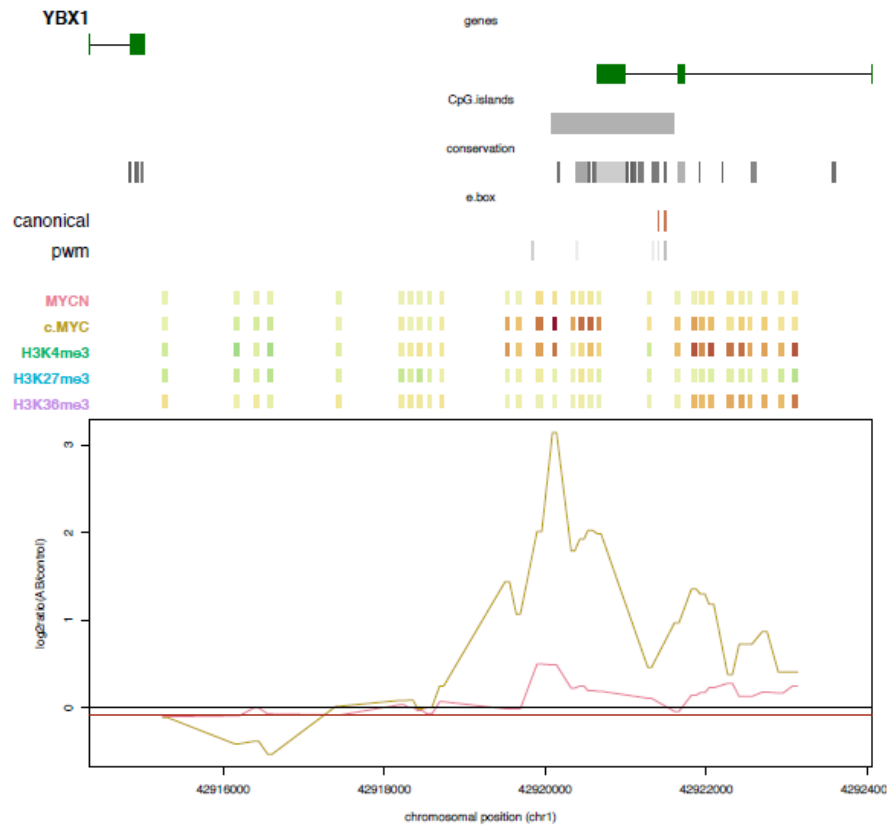 YBX1
genes
CpG.islands
conservation
e.box
canonical
pwm
MYCN
c.MYC
H3K4me3
H3K27me3
H3K36me3
3
2
1
0
log2ratio(AB/control)
42916000 42918000 42920000 42922000 42924000
chromosomal position (chr1)